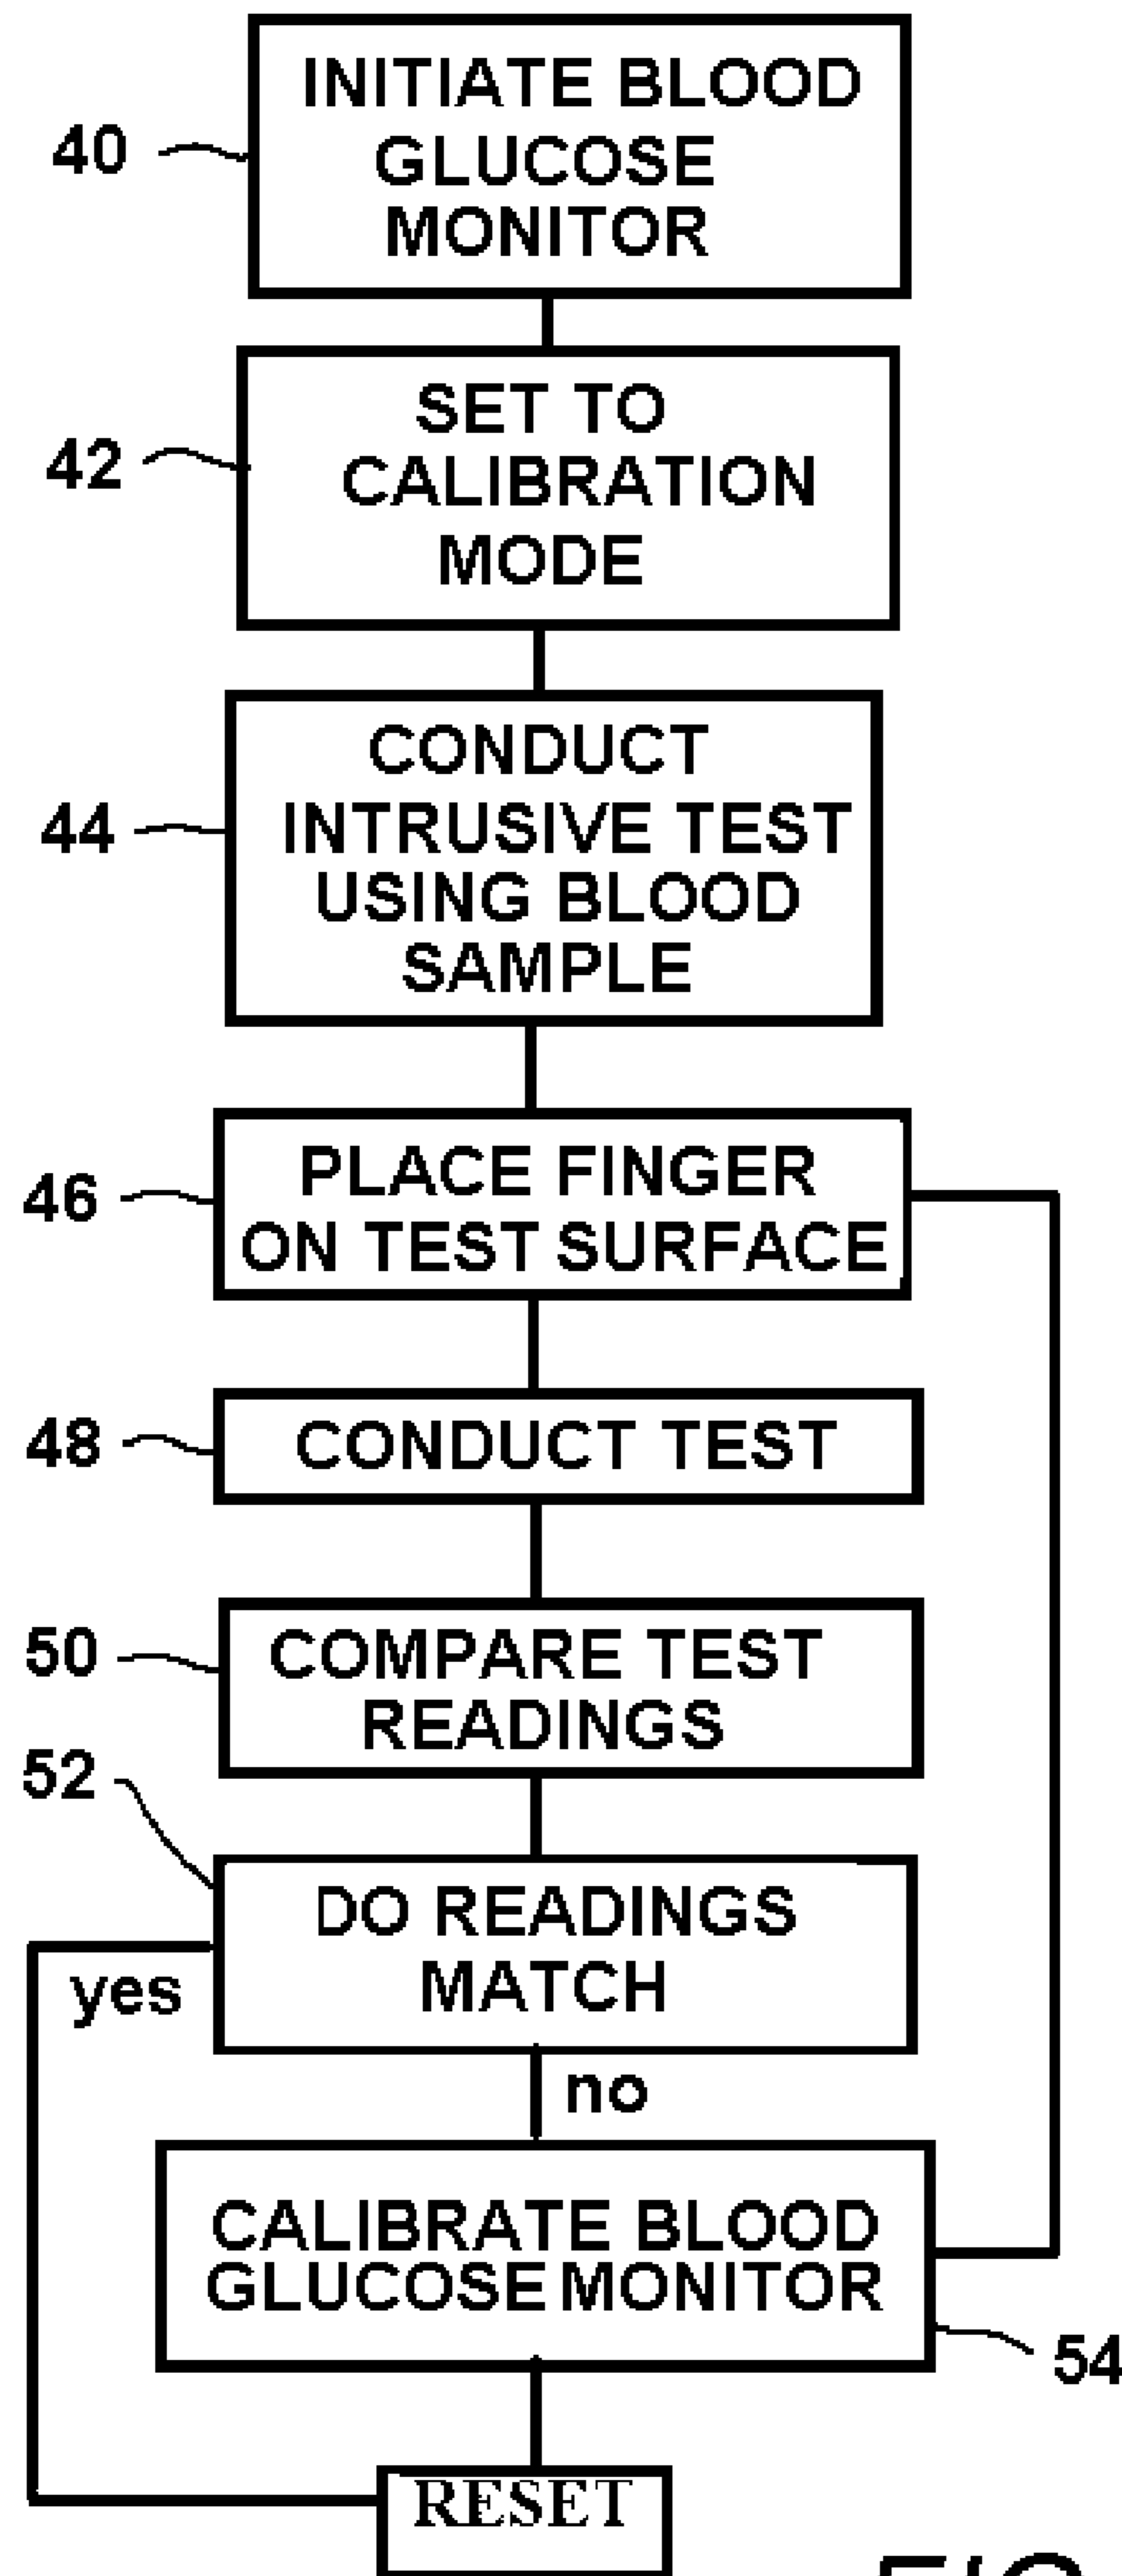 INITIATE BLOOD
GLUCOSE
MONITOR
40
SET TO
CALIBRATION
MODE
42
CONDUCT
INTRUSIVE TEST
USING BLOOD
SAMPLE
44
PLACE FINGER
ON TEST SURFACE
46
CONDUCT TEST
48
COMPARE TEST
READINGS
50
52
DO READINGS
MATCH
yes
no
CALIBRATE BLOOD
GLUCOSE MONITOR
54
RESET